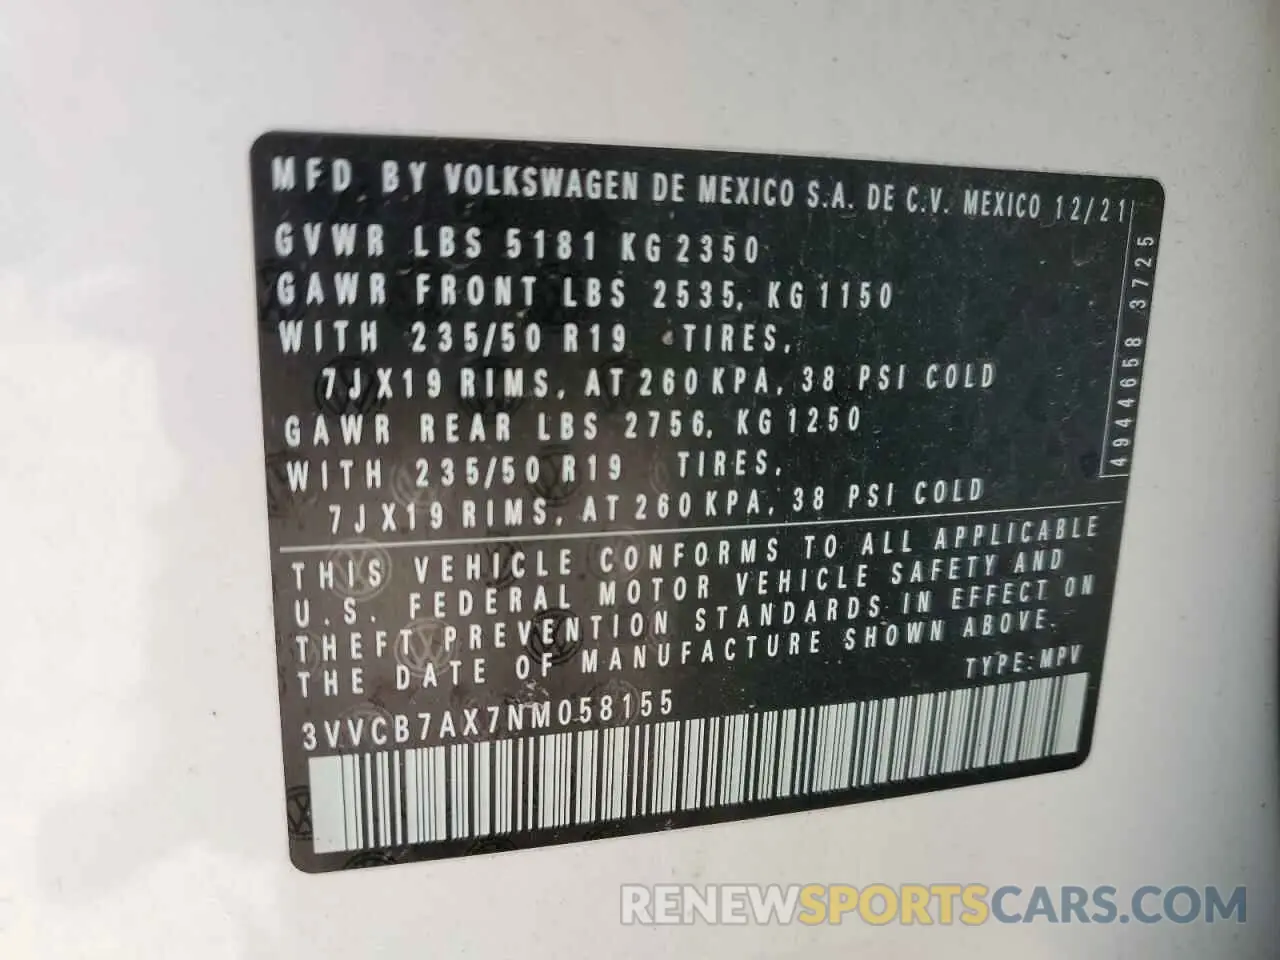 MFD. BY VOLKSWAGEN DE MEXICO S.A. DE C.V. MEXICO 12/21
GVWR LBS 5181 KG 2350
GAWR FRONT LBS 2535, KG 1150
WITH 235/50 R19 TIRES,
7JX19 RIMS, AT 260 KPA, 38 PSI COLD
GAWR REAR LBS 2756, KG 1250
WITH 235/50 R19 TIRES,
7JX19 RIMS, AT 260 KPA, 38 PSI COLD
4944658 3725
THIS VEHICLE CONFORMS TO ALL APPLICABLE
U.S. FEDERAL MOTOR VEHICLE SAFETY AND
THEFT PREVENTION STANDARDS IN EFFECT ON
THE DATE OF MANUFACTURE SHOWN ABOVE.
TYPE: MPV
3VVCB7AX7NM058155
RENEWSPORTSCARS.COM